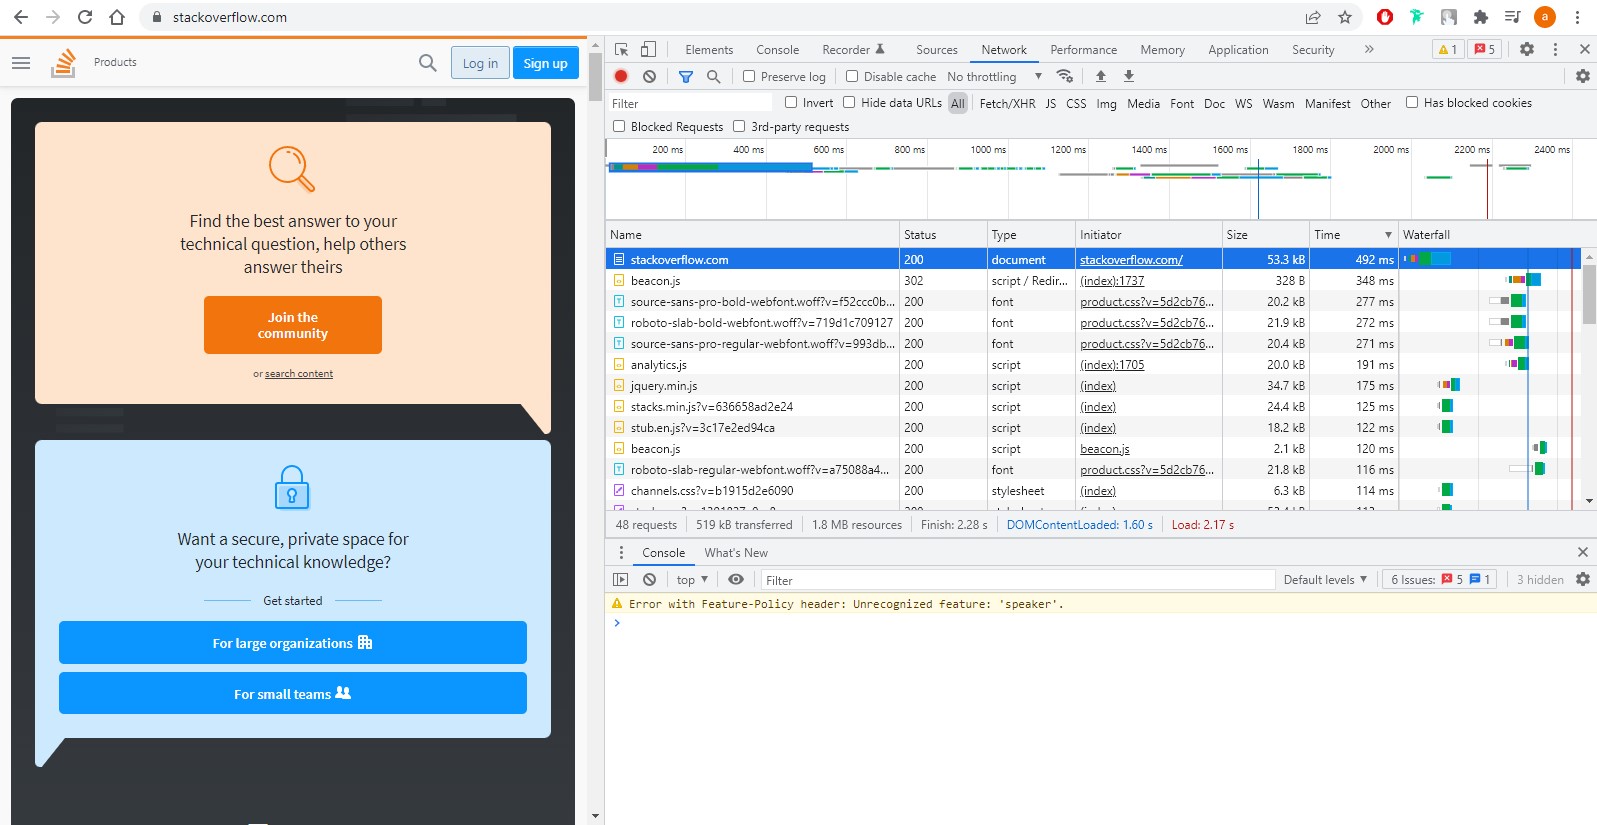 stackoverflow.com
a
Products
Log in
Sign up
Find the best answer to your
technical question, help others
answer theirs
Join the
community
or search content
Want a secure, private space for
your technical knowledge?
Get started
For large organizations
For small teams
Elements Console Recorder Sources Network Performance Memory Application Security » 1 5
Preserve log Disable cache No throttling
Filter Invert Hide data URLs All Fetch/XHR JS CSS Img Media Font Doc WS Wasm Manifest Other Has blocked cookies
Blocked Requests 3rd-party requests
200 ms 400 ms 600 ms 800 ms 1000 ms 1200 ms 1400 ms 1600 ms 1800 ms 2000 ms 2200 ms 2400 ms
Name Status Type Initiator Size Time Waterfall
stackoverflow.com 200 document stackoverflow.com/ 53.3 kB 492 ms
beacon.js 302 script / Redir... (index):1737 328 B 348 ms
source-sans-pro-bold-webfont.woff?v=f52ccc0b... 200 font product.css?v=5d2cb76... 20.2 kB 277 ms
roboto-slab-bold-webfont.woff?v=719d1c709127 200 font product.css?v=5d2cb76... 21.9 kB 272 ms
source-sans-pro-regular-webfont.woff?v=993db... 200 font product.css?v=5d2cb76... 20.4 kB 271 ms
analytics.js 200 script (index):1705 20.0 kB 191 ms
jquery.min.js 200 script (index) 34.7 kB 175 ms
stacks.min.js?v=636658ad2e24 200 script (index) 24.4 kB 125 ms
stub.en.js?v=3c17e2ed94ca 200 script (index) 18.2 kB 122 ms
beacon.js 200 script beacon.js 2.1 kB 120 ms
roboto-slab-regular-webfont.woff?v=a75088a4... 200 font product.css?v=5d2cb76... 21.8 kB 116 ms
channels.css?v=b1915d2e6090 200 stylesheet (index) 6.3 kB 114 ms
48 requests 519 kB transferred 1.8 MB resources Finish: 2.28 s DOMContentLoaded: 1.60 s Load: 2.17 s
Console What's New
top Filter Default levels 6 Issues: 5 1 3 hidden
Error with Feature-Policy header: Unrecognized feature: 'speaker'.